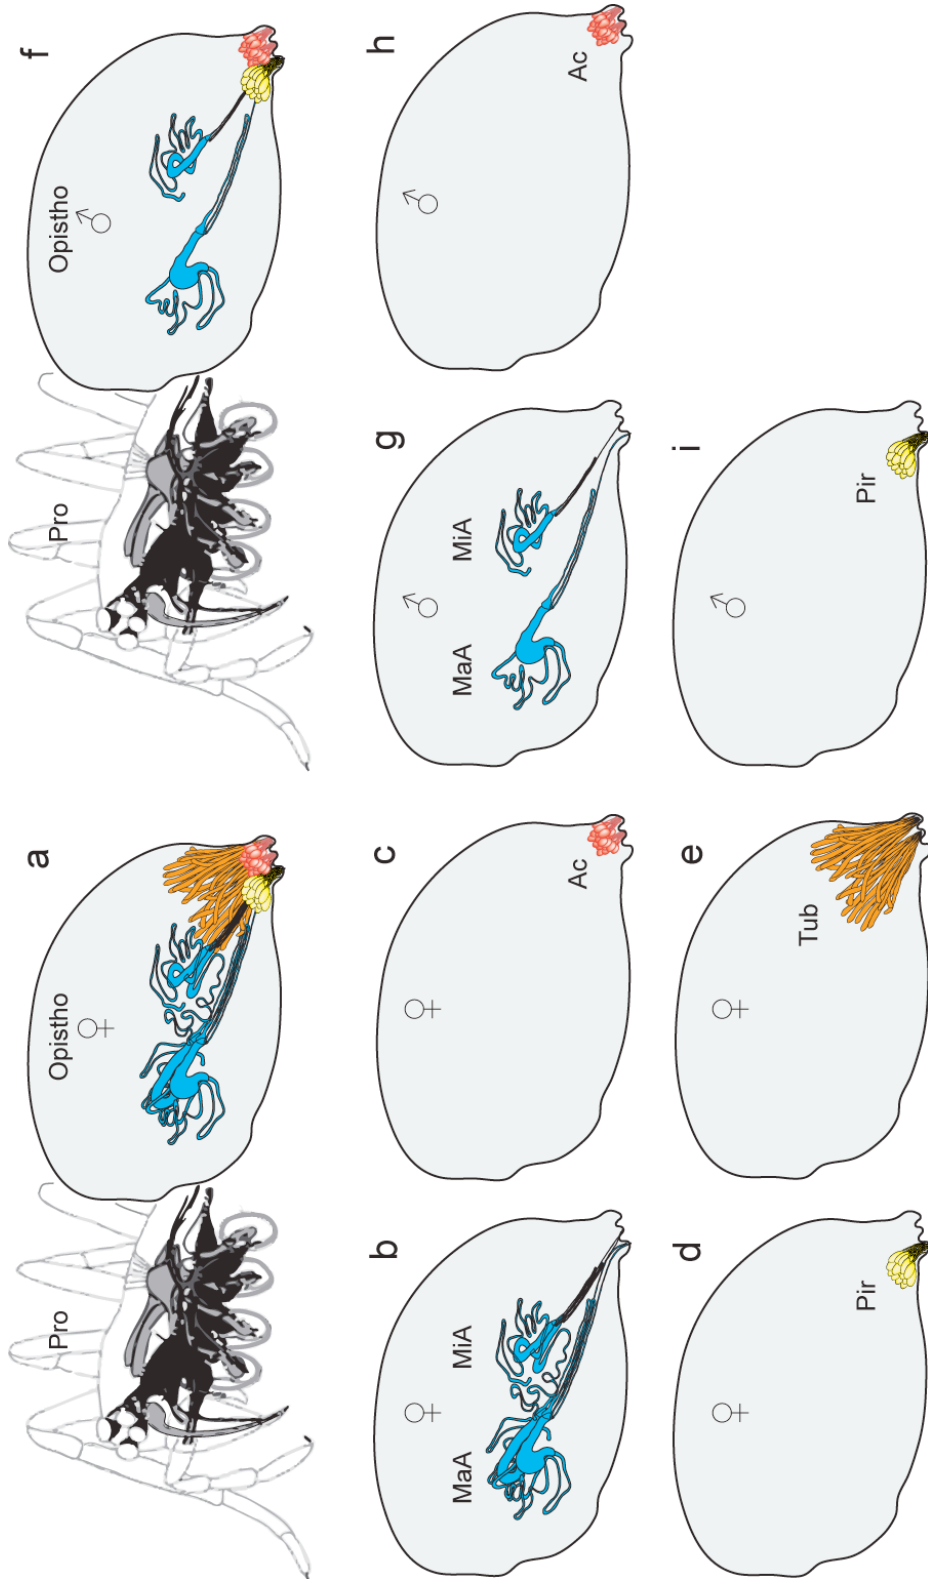 a
Pro
Opistho
♀
f
Pro
Opistho
♂
b
MaA
MiA
♀
c
Ac
♀
g
MaA
MiA
♂
h
Ac
♂
d
Pir
♀
e
Tub
♀
i
Pir
♂